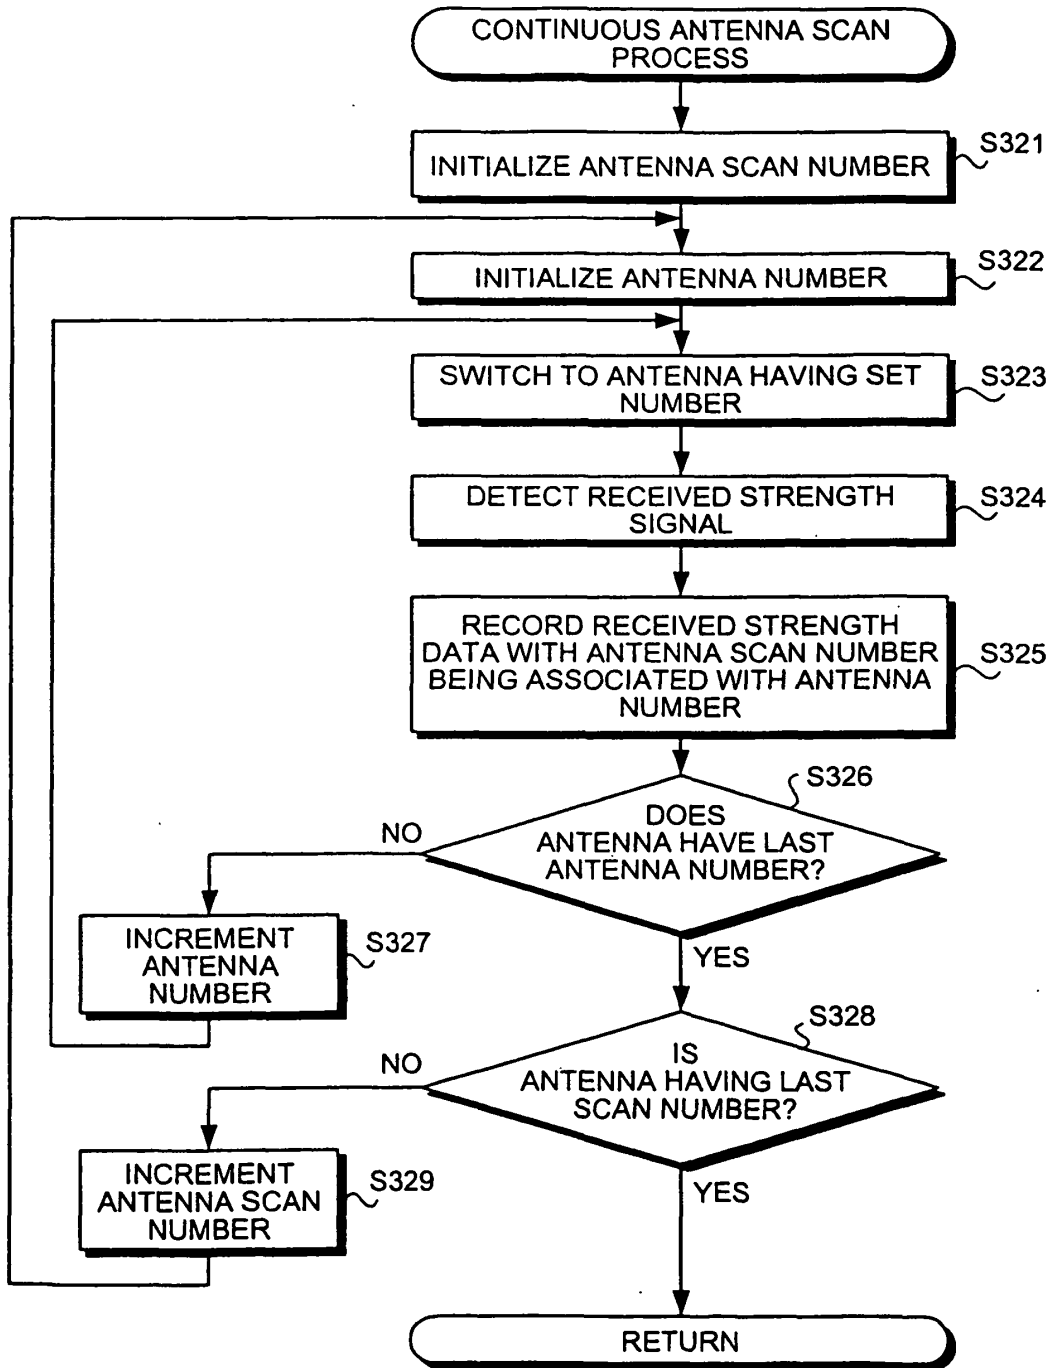 CONTINUOUS ANTENNA SCAN
PROCESS
INITIALIZE ANTENNA SCAN NUMBER
S321
INITIALIZE ANTENNA NUMBER
S322
SWITCH TO ANTENNA HAVING SET
NUMBER
S323
DETECT RECEIVED STRENGTH
SIGNAL
S324
RECORD RECEIVED STRENGTH
DATA WITH ANTENNA SCAN NUMBER
BEING ASSOCIATED WITH ANTENNA
NUMBER
S325
S326
DOES
ANTENNA HAVE LAST
ANTENNA NUMBER?
NO
YES
INCREMENT
ANTENNA
NUMBER
S327
S328
IS
ANTENNA HAVING LAST
SCAN NUMBER?
NO
YES
INCREMENT
ANTENNA SCAN
NUMBER
S329
RETURN